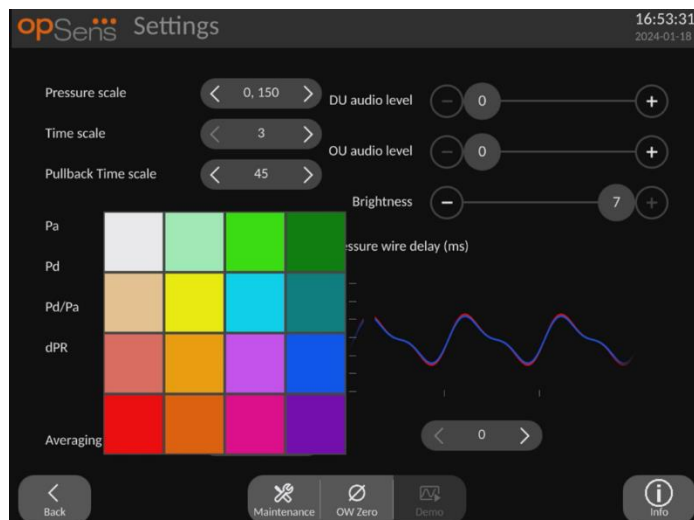 opSens Settings
16:53:31
2024-01-18
Pressure scale
0, 150
Time scale
3
Pullback Time scale
45
DU audio level
0
OU audio level
0
Brightness
7
Pa
Pd
Pd/Pa
dPR
Averaging
delay (ms)
wire
0
Back
Maintenance
OW Zero
Demo
Info